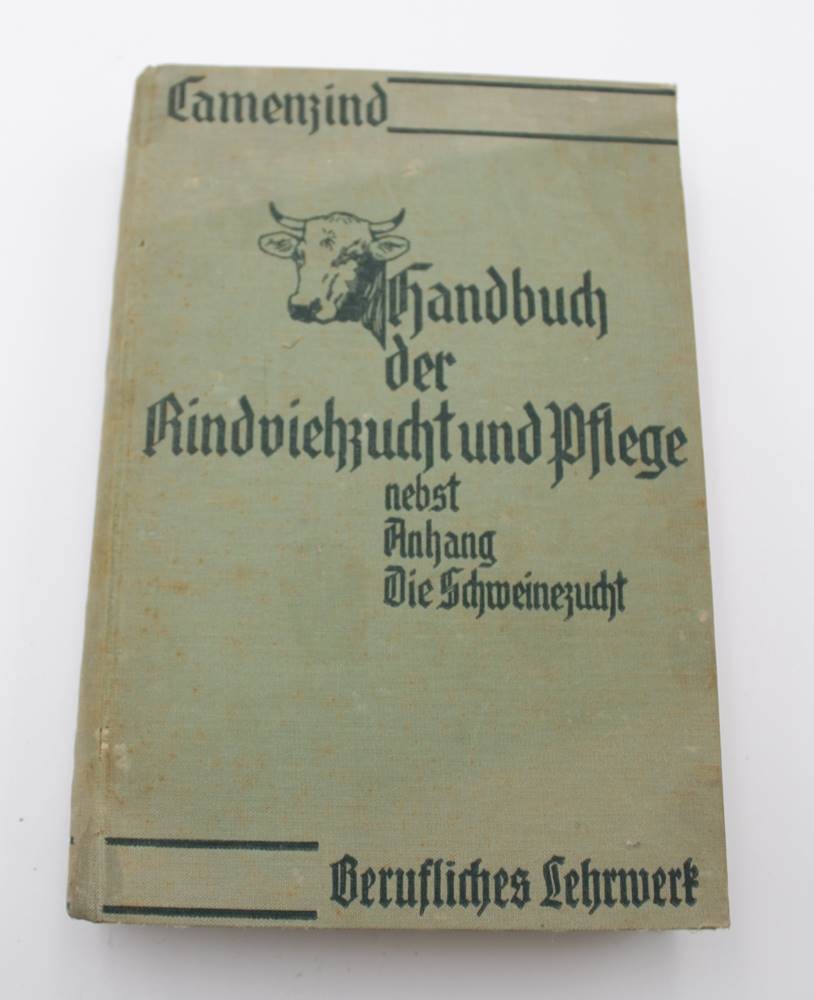 Camenzind
Handbuch
der
Rindviehzucht und Pflege
nebst
Anhang
Die Schweinezucht
Berufliches Lehrwerk